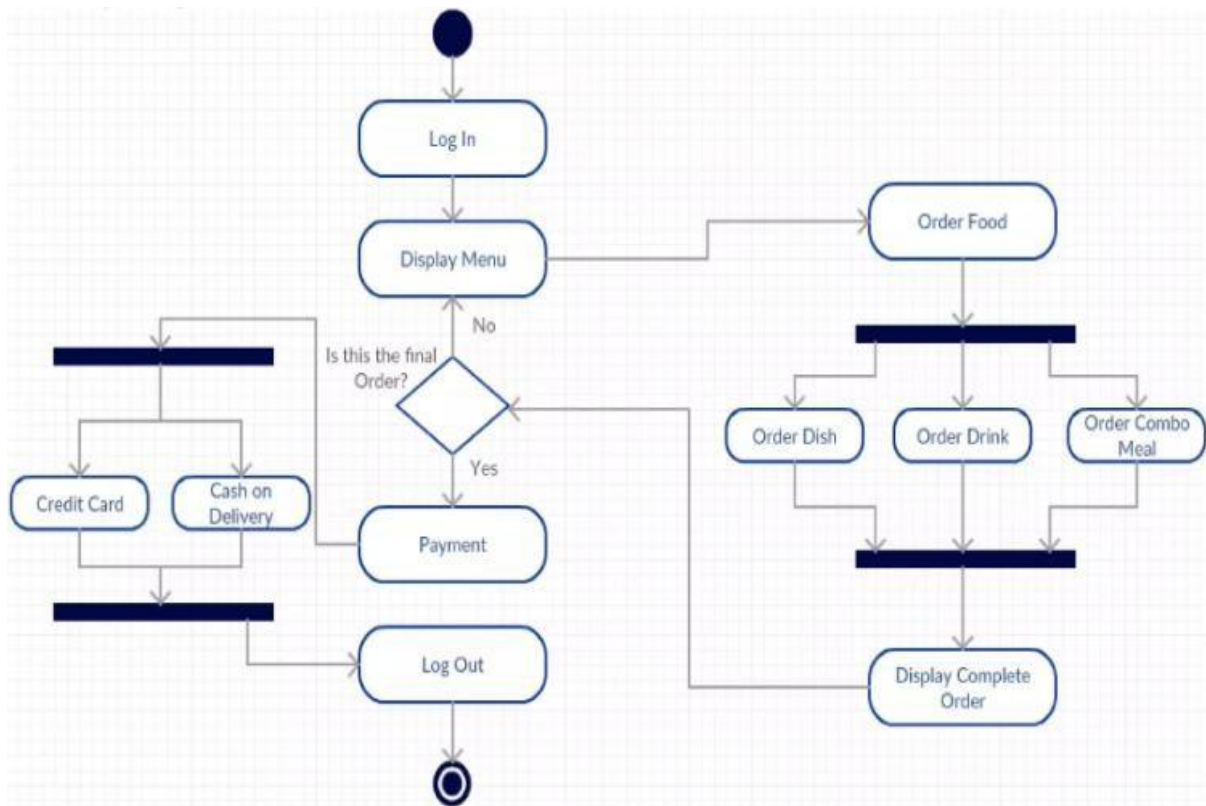 Log In
Display Menu
Order Food
No
Is this the final
Order?
Yes
Order Dish
Order Drink
Order Combo
Meal
Credit Card
Cash on
Delivery
Payment
Log Out
Display Complete
Order